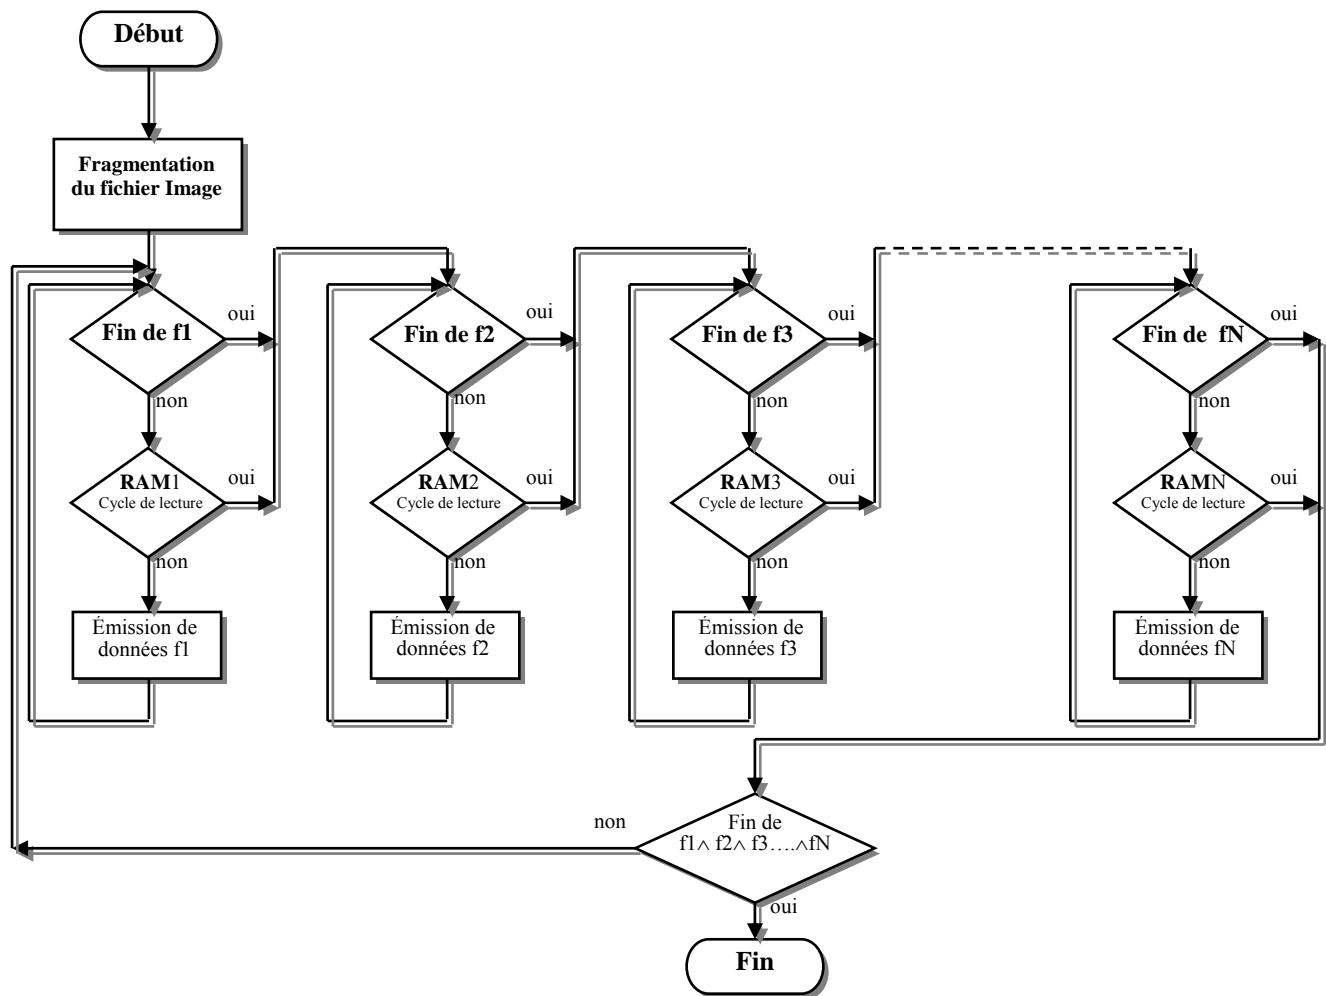 Début
Fragmentation
du fichier Image
Fin de f1
oui
non
RAM1
Cycle de lecture
oui
non
Émission de
données f1
Fin de f2
oui
non
RAM2
Cycle de lecture
oui
non
Émission de
données f2
Fin de f3
oui
non
RAM3
Cycle de lecture
oui
non
Émission de
données f3
Fin de fN
oui
non
RAMN
Cycle de lecture
oui
non
Émission de
données fN
Fin de
f1∧ f2∧ f3….∧fN
non
oui
Fin